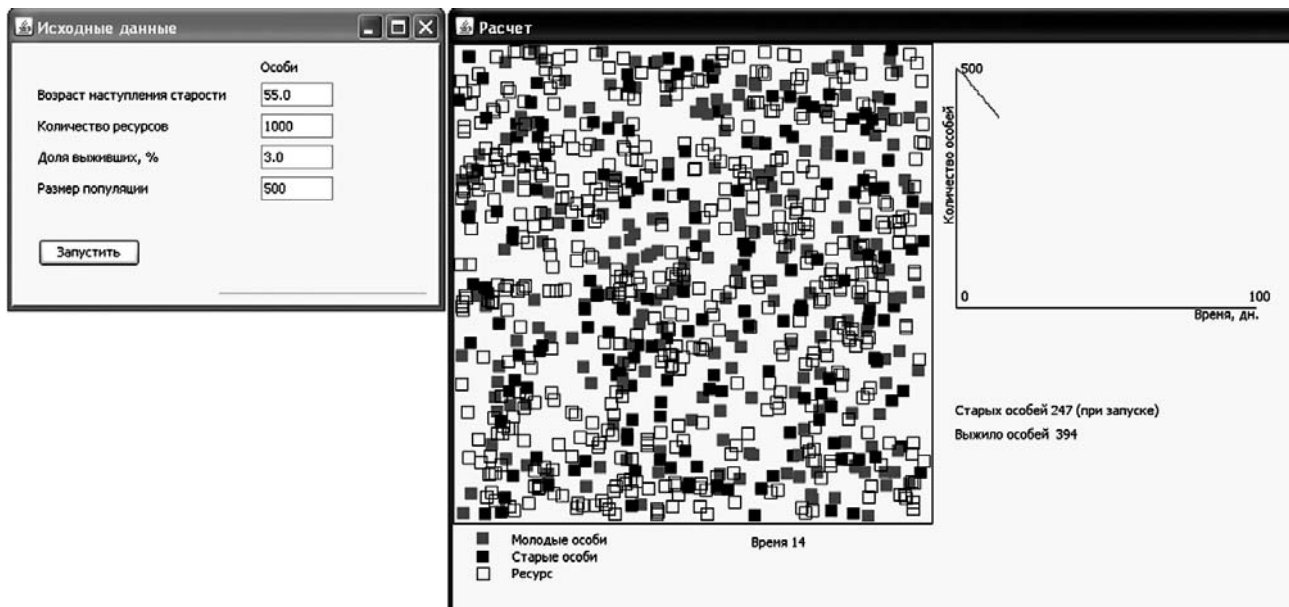 Исходные данные
Особи
Возраст наступления старости 55.0
Количество ресурсов 1000
Доля выживших, % 3.0
Размер популяции 500
Запустить
Расчет
500
Количество особей
0 100
Время, дн.
Старых особей 247 (при запуске)
Выжило особей 394
Молодые особи
Старые особи
Ресурс
Время 14